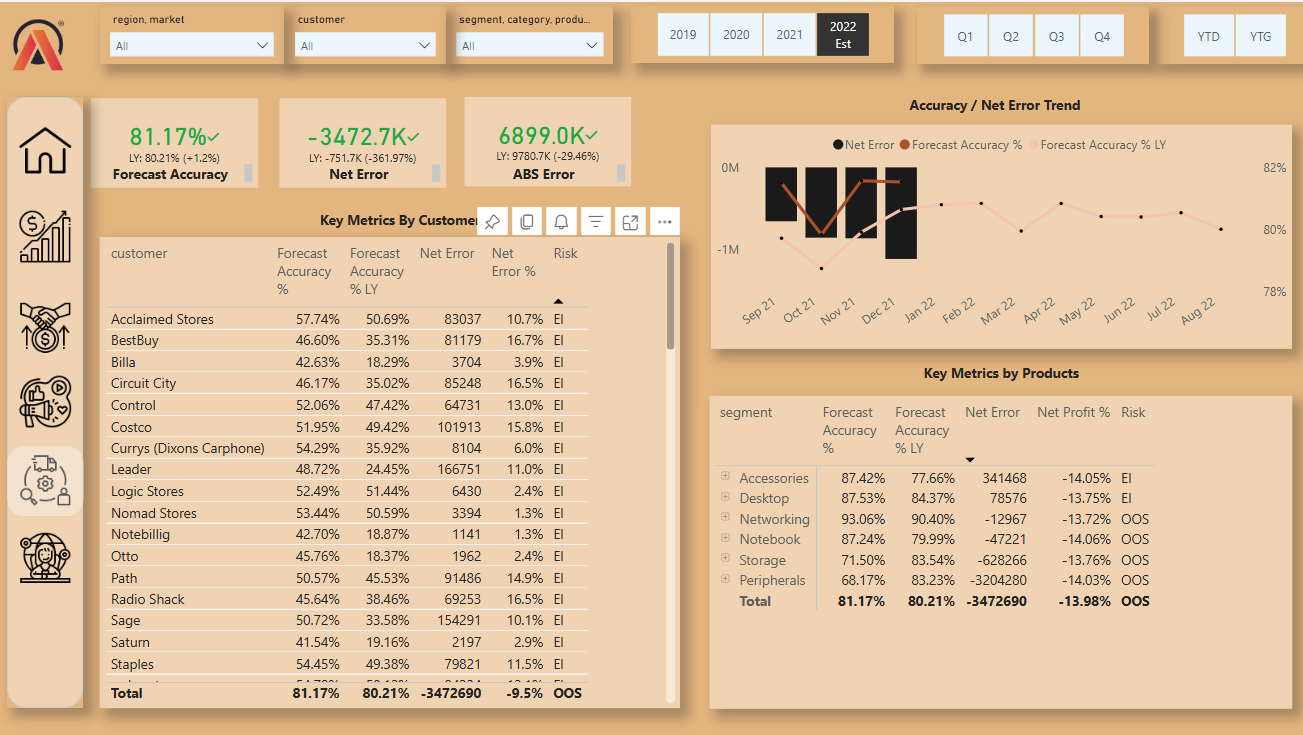 region, market
All
customer
All
segment, category, produ...
All
2019
2020
2021
2022
Est
Q1
Q2
Q3
Q4
YTD
YTG
81.17%
LY: 80.21% (+1.2%)
Forecast Accuracy
-3472.7K
LY: -751.7K (-361.97%)
Net Error
6899.0K
LY: 9780.7K (-29.46%)
ABS Error
Key Metrics By Customer
customer Forecast Accuracy % Forecast Accuracy % LY Net Error Net Error % Risk
Acclaimed Stores 57.74% 50.69% 83037 10.7% EI
BestBuy 46.60% 35.31% 81179 16.7% EI
Billa 42.63% 18.29% 3704 3.9% EI
Circuit City 46.17% 35.02% 85248 16.5% EI
Control 52.06% 47.42% 64731 13.0% EI
Costco 51.95% 49.42% 101913 15.8% EI
Currys (Dixons Carphone) 54.29% 35.92% 8104 6.0% EI
Leader 48.72% 24.45% 166751 11.0% EI
Logic Stores 52.49% 51.44% 6430 2.4% EI
Nomad Stores 53.44% 50.59% 3394 1.3% EI
Notebillig 42.70% 18.87% 1141 1.3% EI
Otto 45.76% 18.37% 1962 2.4% EI
Path 50.57% 45.53% 91486 14.9% EI
Radio Shack 45.64% 38.46% 69253 16.5% EI
Sage 50.72% 33.58% 154291 10.1% EI
Saturn 41.54% 19.16% 2197 2.9% EI
Staples 54.45% 49.38% 79821 11.5% EI
Total 81.17% 80.21% -3472690 -9.5% OOS
Accuracy / Net Error Trend
Net Error Forecast Accuracy % Forecast Accuracy % LY
0M
-1M
82%
80%
78%
Sep 21 Oct 21 Nov 21 Dec 21 Jan 22 Feb 22 Mar 22 Apr 22 May 22 Jun 22 Jul 22 Aug 22
Key Metrics by Products
segment Forecast Accuracy % Forecast Accuracy % LY Net Error Net Profit % Risk
Accessories 87.42% 77.66% 341468 -14.05% EI
Desktop 87.53% 84.37% 78576 -13.75% EI
Networking 93.06% 90.40% -12967 -13.72% OOS
Notebook 87.24% 79.99% -47221 -14.06% OOS
Storage 71.50% 83.54% -628266 -13.76% OOS
Peripherals 68.17% 83.23% -3204280 -14.03% OOS
Total 81.17% 80.21% -3472690 -13.98% OOS